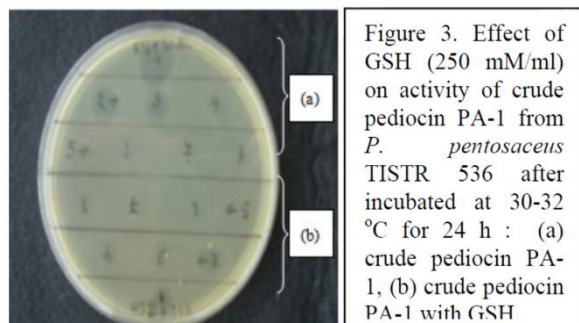 (a)
(b)
Figure 3. Effect of
GSH (250 mM/ml)
on activity of crude
pediocin PA-1 from
P. pentosaceus
TISTR 536 after
incubated at 30-32
°C for 24 h : (a)
crude pediocin PA-
1, (b) crude pediocin
PA-1 with GSH